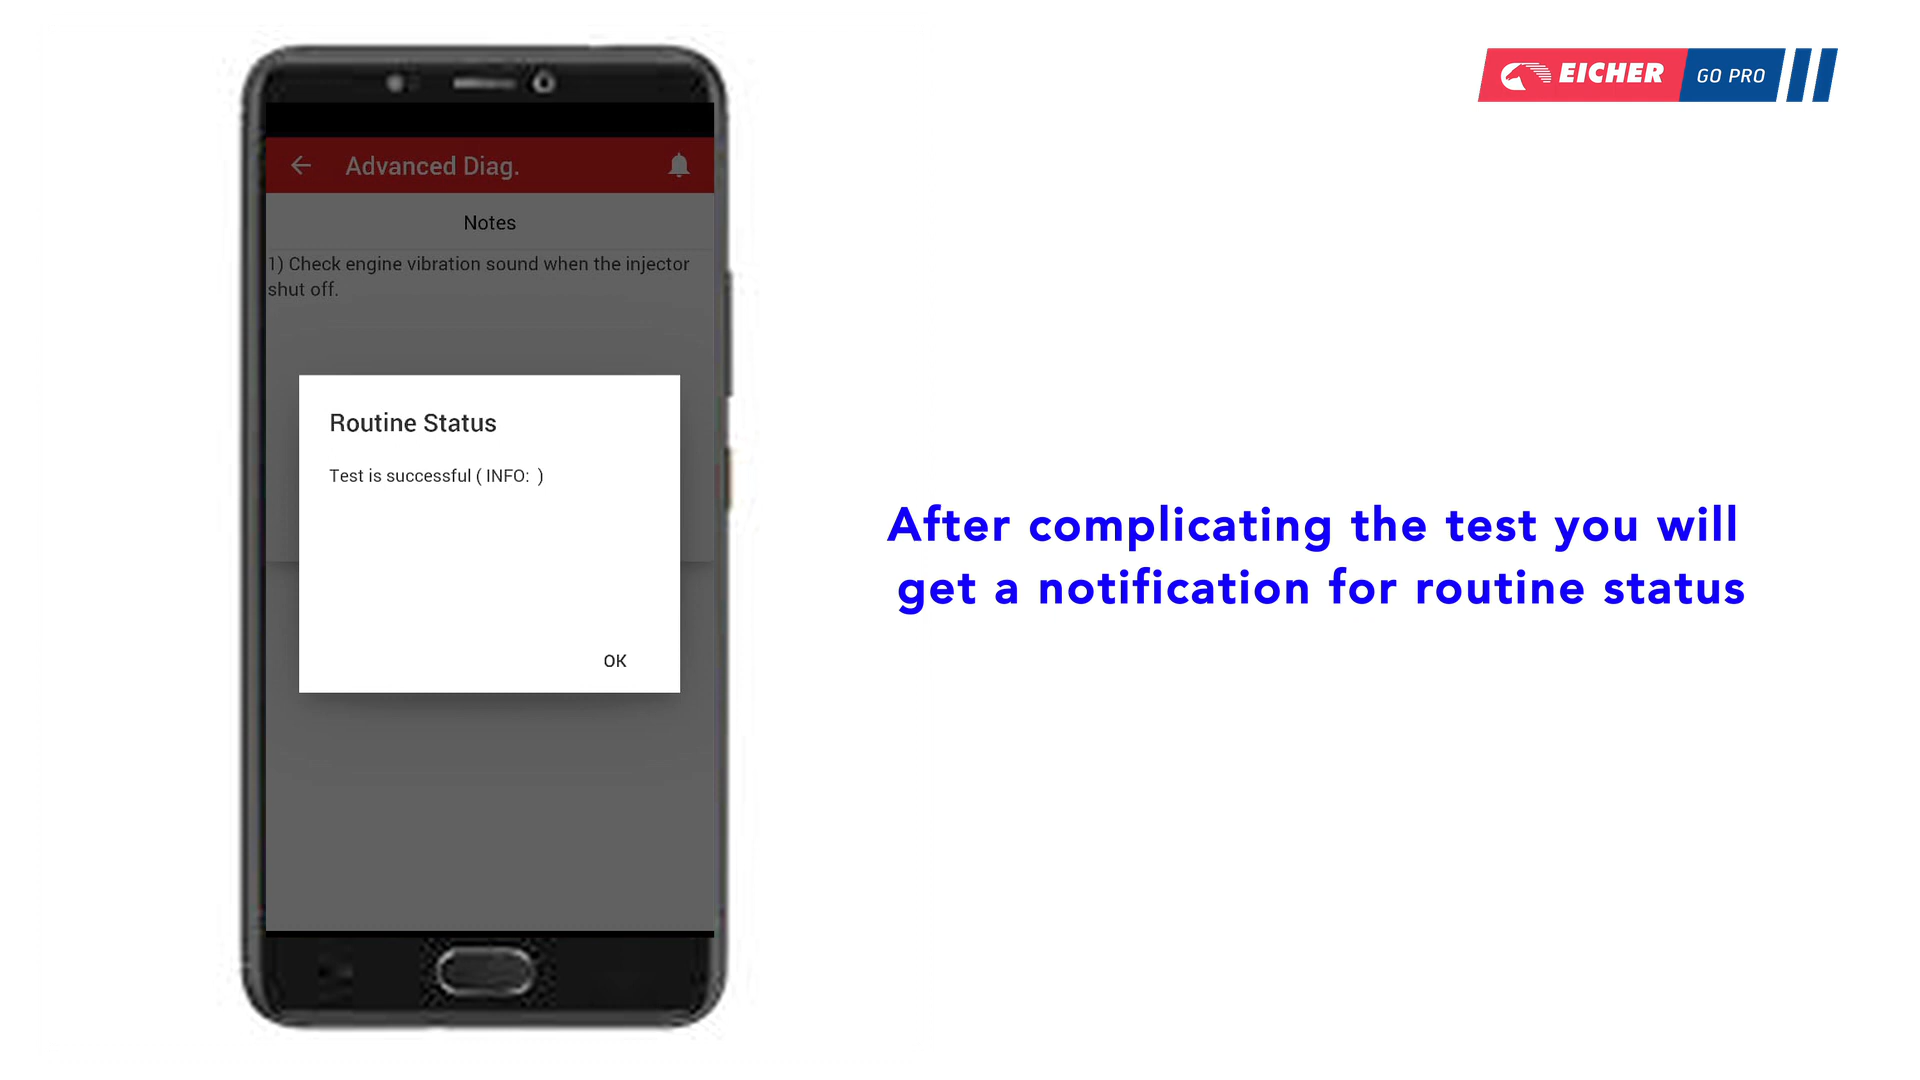 EICHER GO PRO
Advanced Diag.
Notes
1) Check engine vibration sound when the injector
shut off.
Routine Status
Test is successful ( INFO:  )
OK
After complicating the test you will
get a notification for routine status